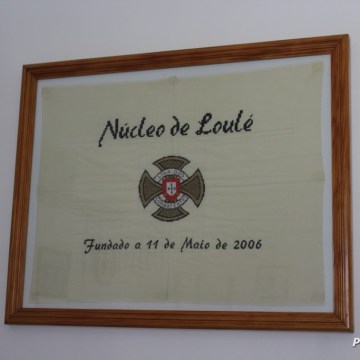 Núcleo de Loulé
Fundado a 11 de Maio de 2006